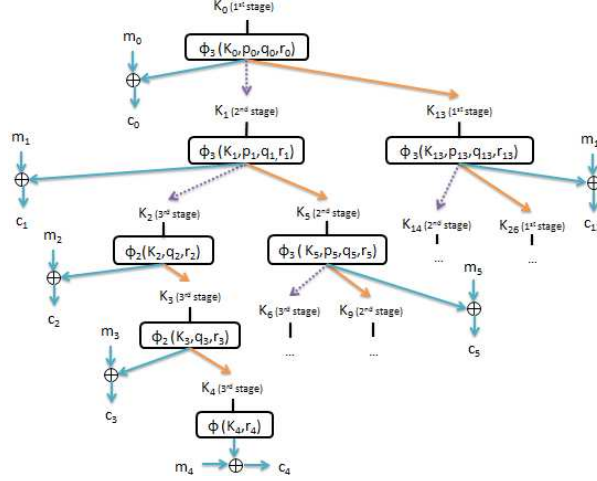 K₀ (1ˢᵗ stage)
m₀
ϕ₃ (K₀,p₀,q₀,r₀)
⊕
c₀
K₁ (2ⁿᵈ stage)
K₁₃ (1ˢᵗ stage)
m₁
ϕ₃ (K₁,p₁,q₁,r₁)
ϕ₃(K₁₃,p₁₃,q₁₃,r₁₃)
m₁
⊕
⊕
c₁
c₁
K₂ (3ʳᵈ stage)
K₅ (2ⁿᵈ stage)
K₁₄ (2ⁿᵈ stage)
K₂₆ (1ˢᵗ stage)
m₂
ϕ₂ (K₂,q₂,r₂)
ϕ₃ ( K₅,p₅,q₅,r₅)
...
...
⊕
m₅
c₂
K₃ (3ʳᵈ stage)
K₆ (3ʳᵈ stage)
K₉ (2ⁿᵈ stage)
⊕
m₃
ϕ₂ (K₃,q₃,r₃)
...
...
c₅
⊕
c₃
K₄ (3ʳᵈ stage)
ϕ (K₄,r₄)
m₄ ⊕ c₄